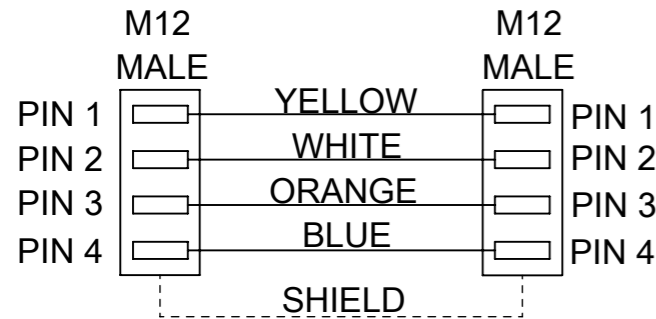 M12 M12
MALE MALE
PIN 1 YELLOW PIN 1
PIN 2 WHITE PIN 2
PIN 3 ORANGE PIN 3
PIN 4 BLUE PIN 4
SHIELD